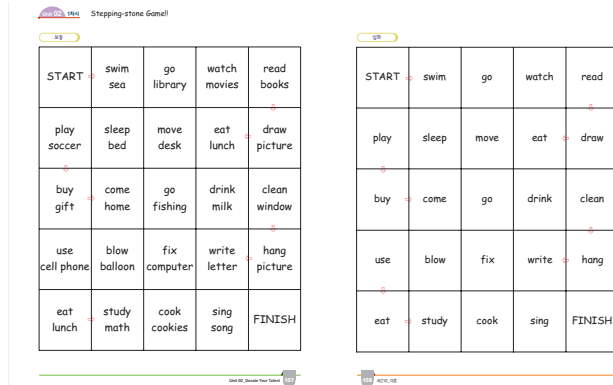 Unit 02 1차시 Stepping-stone Game!!
보충
START
swim
sea
go
library
watch
movies
read
books
play
soccer
sleep
bed
move
desk
eat
lunch
draw
picture
buy
gift
come
home
go
fishing
drink
milk
clean
window
use
cell phone
blow
balloon
fix
computer
write
letter
hang
picture
eat
lunch
study
math
cook
cookies
sing
song
FINISH
Unit 02_Donate Your Talent 157
심화
START
swim
go
watch
read
play
sleep
move
eat
draw
buy
come
go
drink
clean
use
blow
fix
write
hang
eat
study
cook
sing
FINISH
158